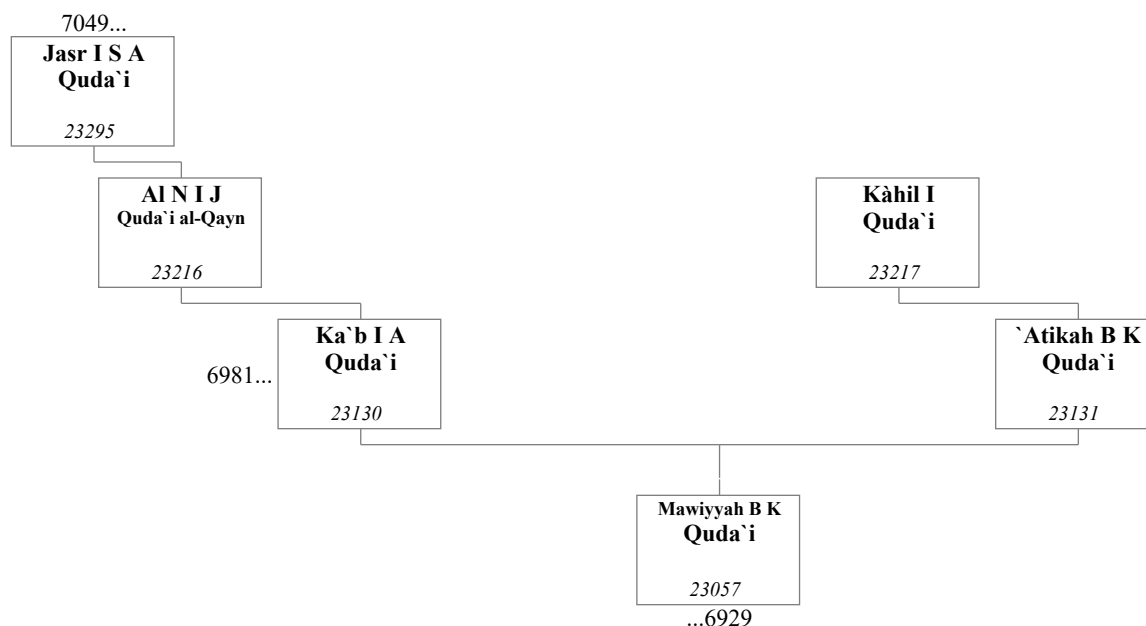 7049...
Jasr I S A
Quda`i
23295
Al N I J
Quda`i al-Qayn
23216
Kàhil I
Quda`i
23217
6981...
Ka`b I A
Quda`i
23130
`Atikah B K
Quda`i
23131
Mawiyyah B K
Quda`i
23057
...6929